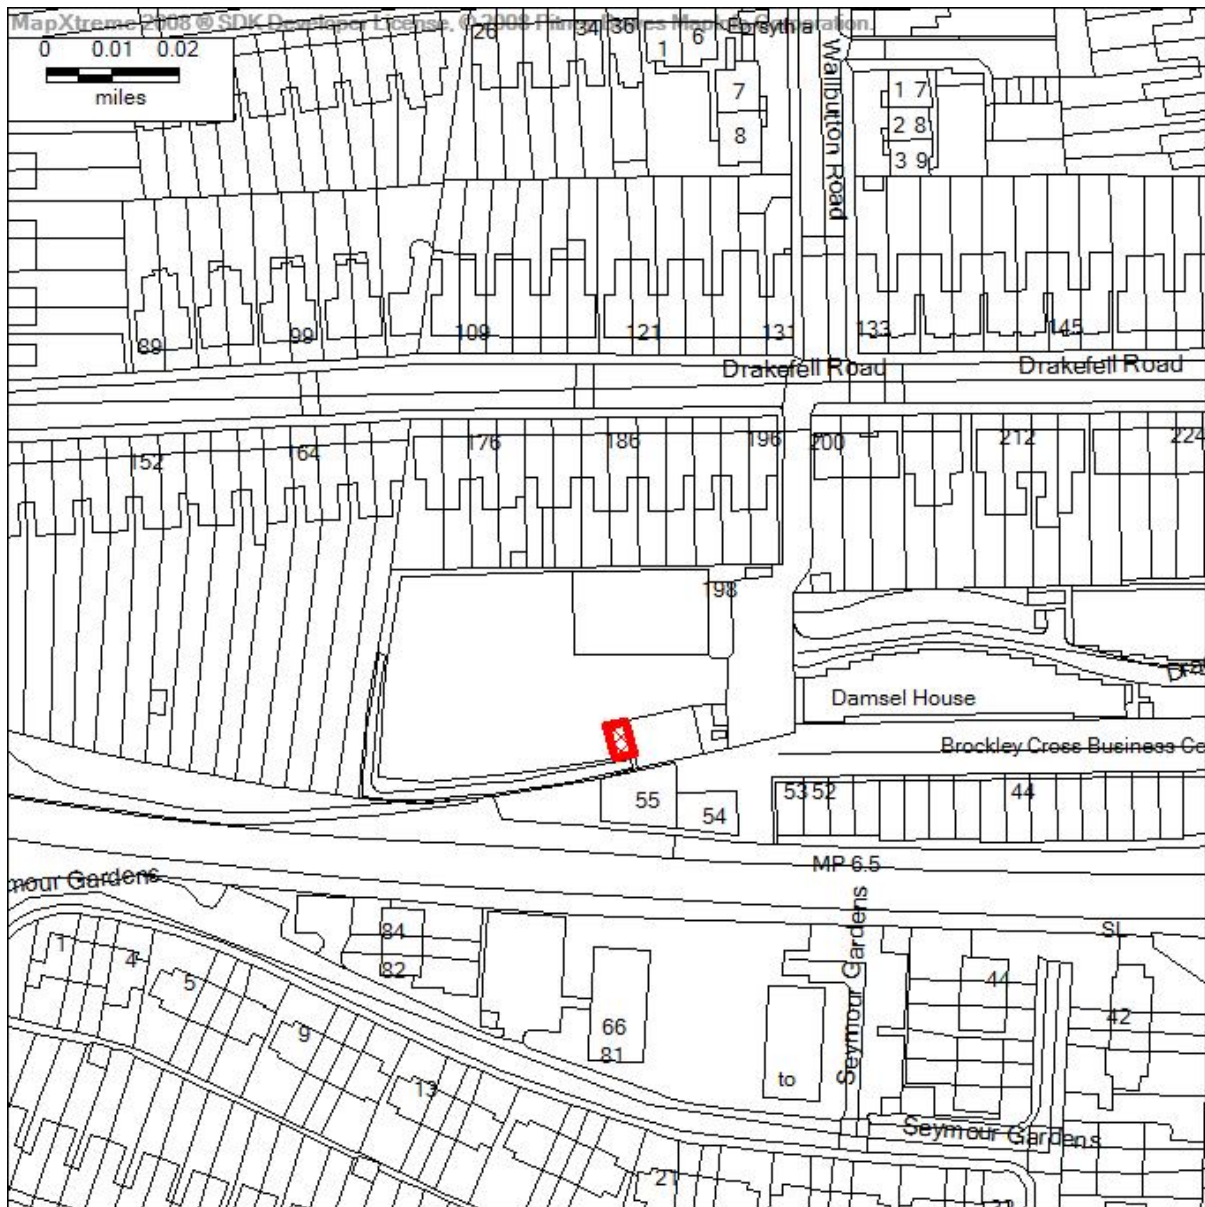 MapXtreme 2008 ® SDK Developer License. © 2008 Pitney Bowes MapInfo Corporation.
0 0.01 0.02
miles
26 34 36 1 6 Forsythia
7
8
Wallbutton Road
1 7
2 8
3 9
89 99 109 121 131 133 145
Drakefell Road Drakefell Road
152 164 176 186 196 200 212 224
198
Damsel House
Brockley Cross Business Ce
55 54 53 52 44
MP 6.5
mour Gardens
Seymour Gardens
SL
1 4 5 9 13
84
82
66
81
to
44
42
Seymour Gardens
21